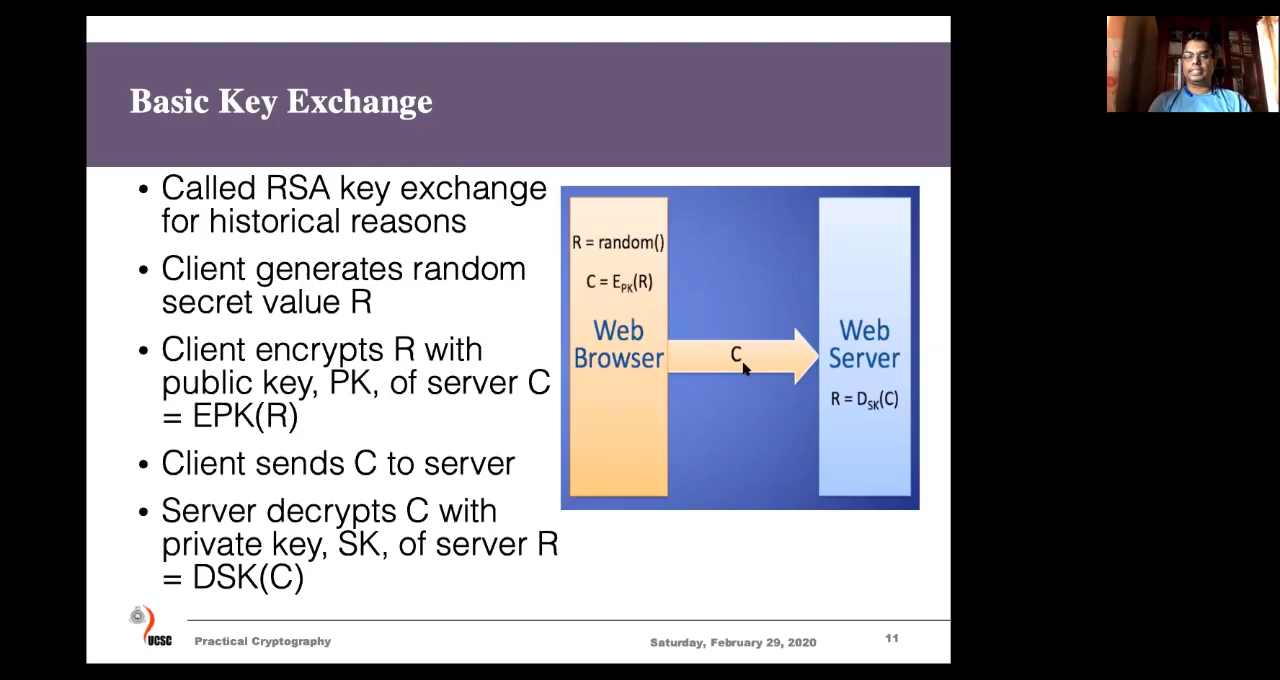 Basic Key Exchange
• Called RSA key exchange
for historical reasons
• Client generates random
secret value R
• Client encrypts R with
public key, PK, of server C
= EPK(R)
• Client sends C to server
• Server decrypts C with
private key, SK, of server R
= DSK(C)
R = random()
C = EPK(R)
Web
Browser
C
Web
Server
R = DSK(C)
UCSC
Practical Cryptography
Saturday, February 29, 2020
11